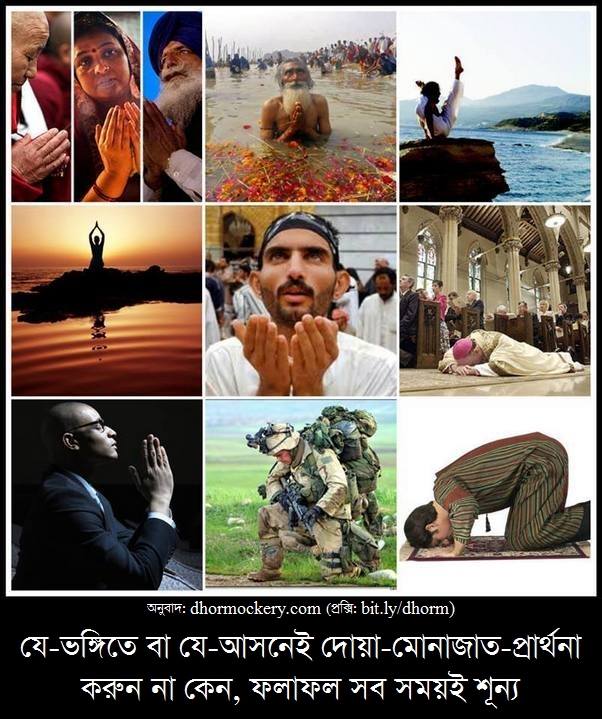 অনুবাদ: dhormockery.com (প্রক্সি: bit.ly/dhorm)
যে-ভঙ্গিতে বা যে-আসনেই দোয়া-মোনাজাত-প্রার্থনা
করুন না কেন, ফলাফল সব সময়ই শূন্য